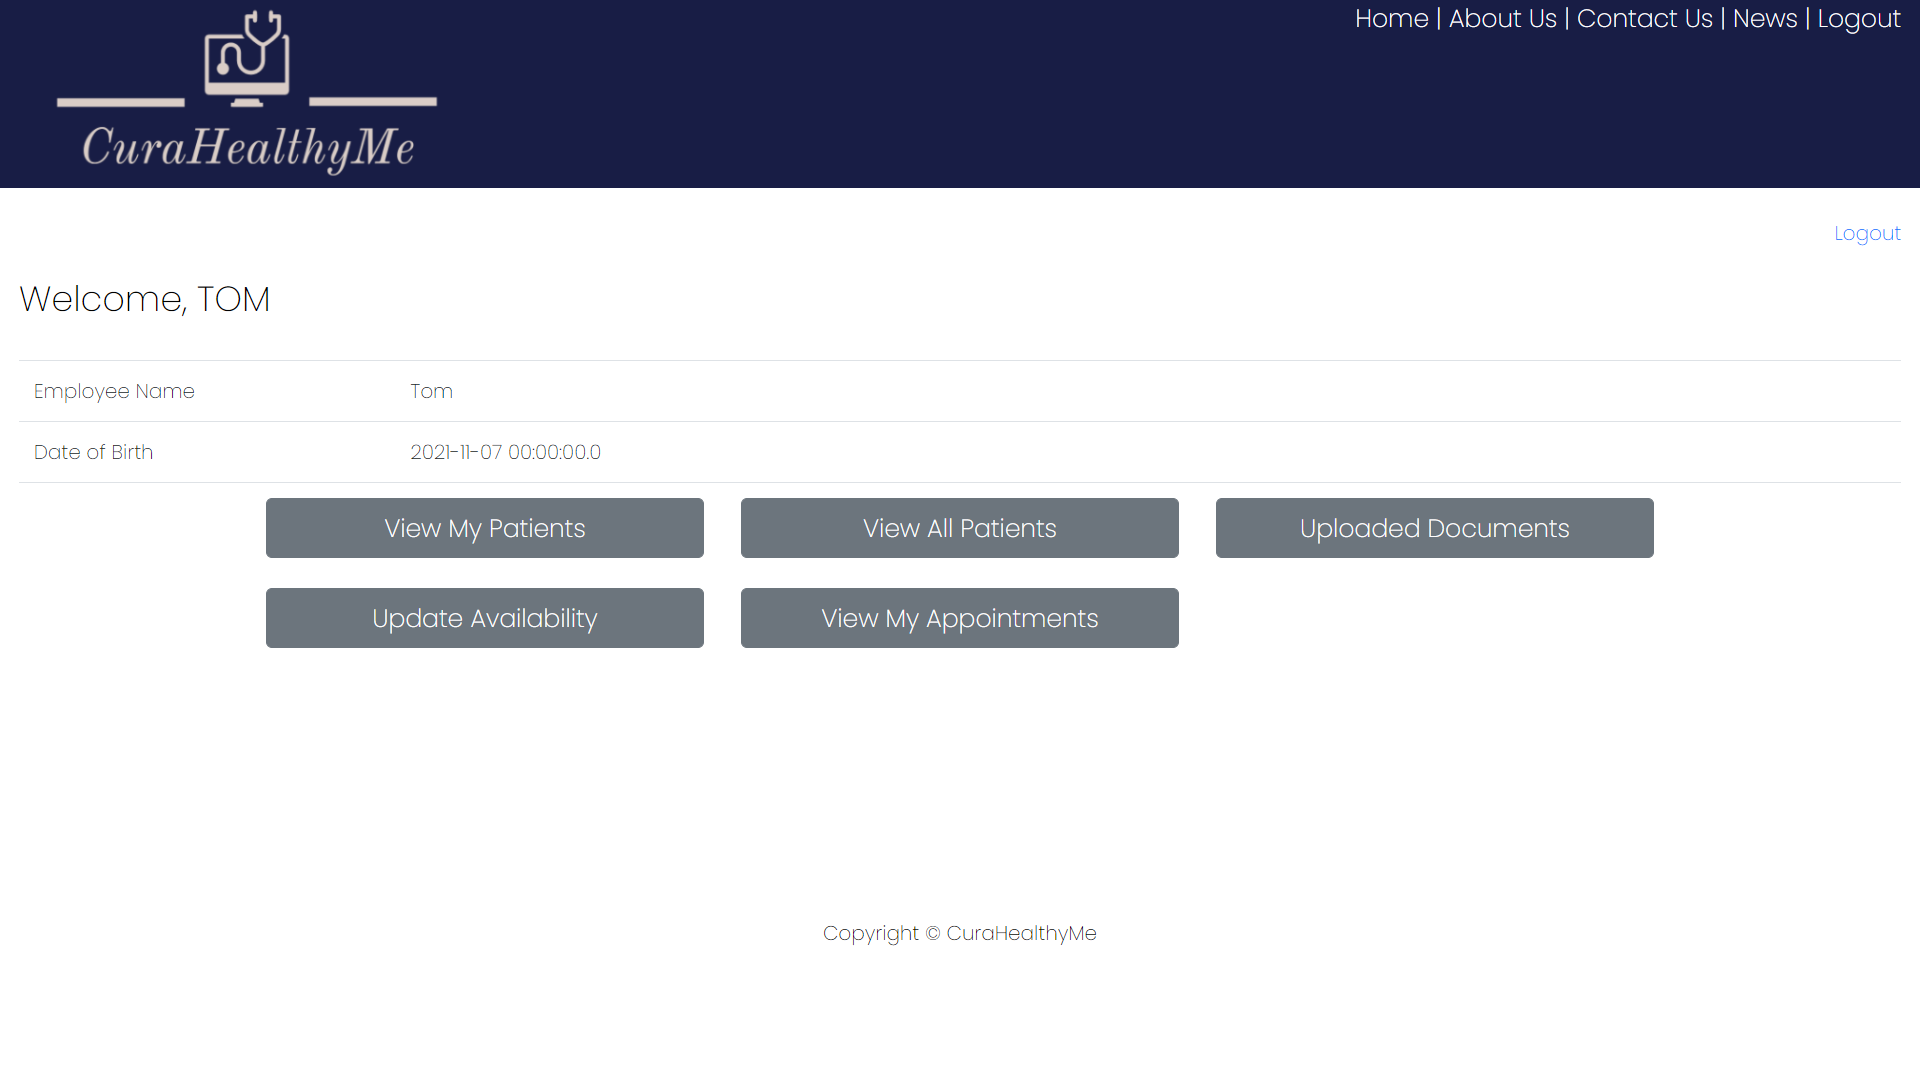 Home | About Us | Contact Us | News | Logout
CuraHealthyMe
Logout
Welcome, TOM
Employee Name Tom
Date of Birth 2021-11-07 00:00:00.0
View My Patients View All Patients Uploaded Documents
Update Availability View My Appointments
Copyright © CuraHealthyMe